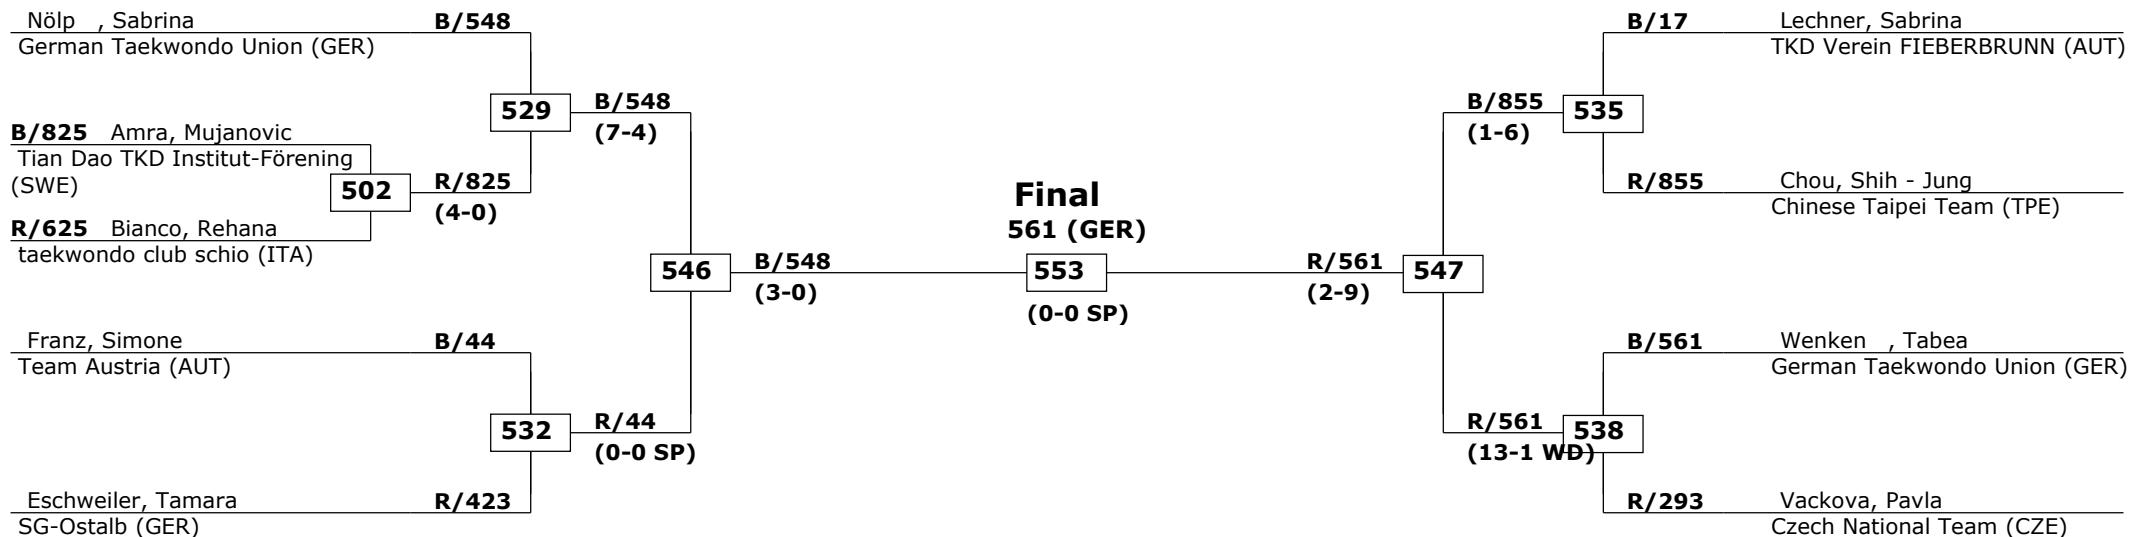 Nölp , Sabrina B/548
German Taekwondo Union (GER)
529
B/548
(7-4)
B/825 Amra, Mujanovic
Tian Dao TKD Institut-Förening
(SWE)
502
R/825
(4-0)
R/625 Bianco, Rehana
taekwondo club schio (ITA)
546
B/548
(3-0)
Franz, Simone B/44
Team Austria (AUT)
532
R/44
(0-0 SP)
Eschweiler, Tamara R/423
SG-Ostalb (GER)
Final
561 (GER)
553
(0-0 SP)
B/17 Lechner, Sabrina
TKD Verein FIEBERBRUNN (AUT)
B/855
(1-6)
535
R/855 Chou, Shih - Jung
Chinese Taipei Team (TPE)
R/561
(2-9)
547
B/561 Wenken , Tabea
German Taekwondo Union (GER)
R/561
(13-1 WD)
538
R/293 Vackova, Pavla
Czech National Team (CZE)